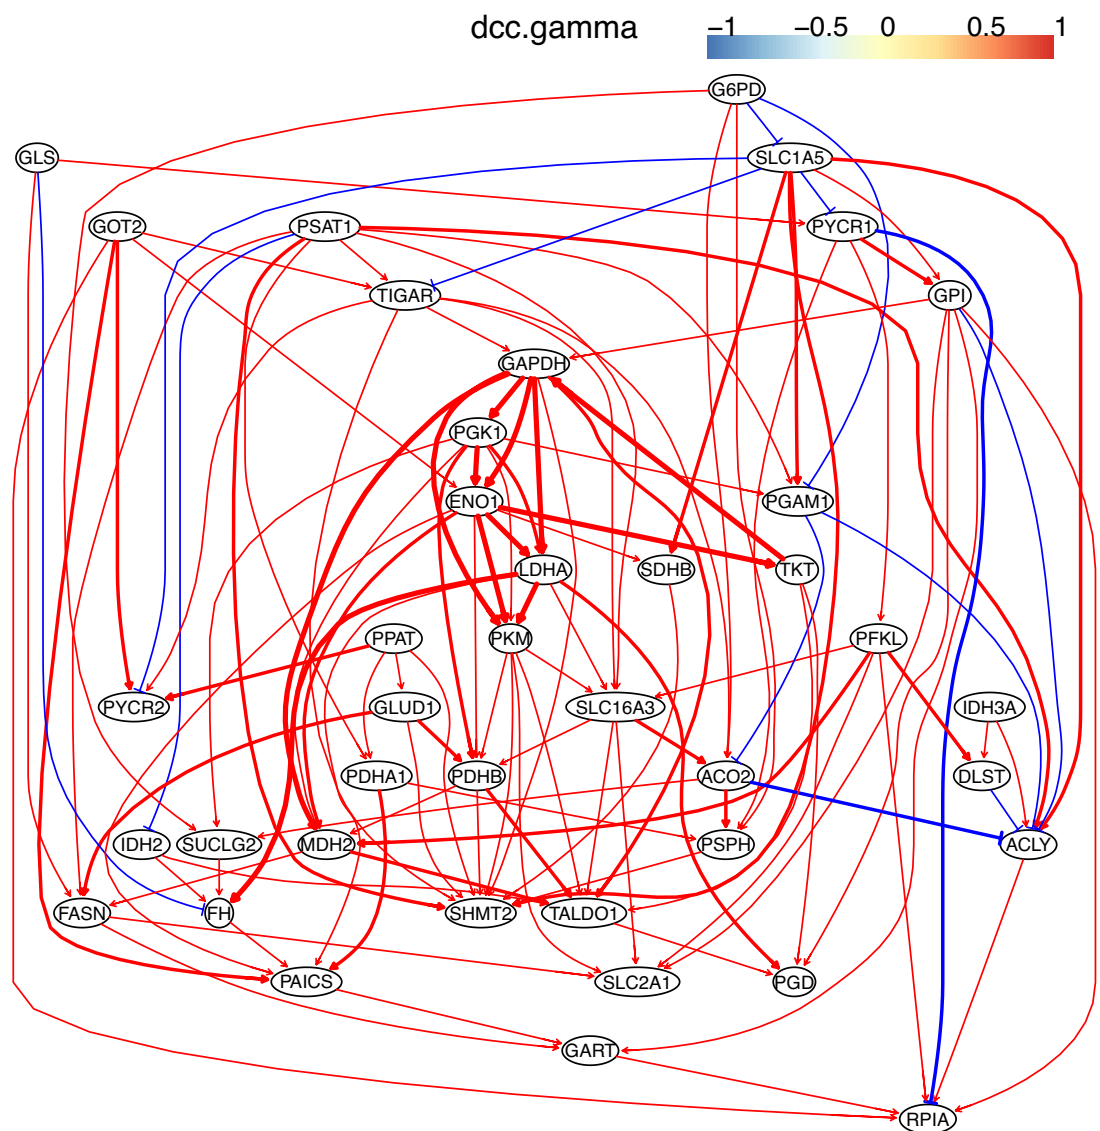 dcc.gamma
−1 −0.5 0 0.5 1
G6PD
GLS SLC1A5
GOT2 PSAT1 PYCR1
TIGAR GPI
GAPDH
PGK1
ENO1 PGAM1
LDHA SDHB TKT
PPAT PKM PFKL
PYCR2 GLUD1 SLC16A3 IDH3A
PDHA1 PDHB ACO2 DLST
IDH2 SUCLG2 MDH2 PSPH ACLY
FASN FH SHMT2 TALDO1
PAICS SLC2A1 PGD
GART
RPIA